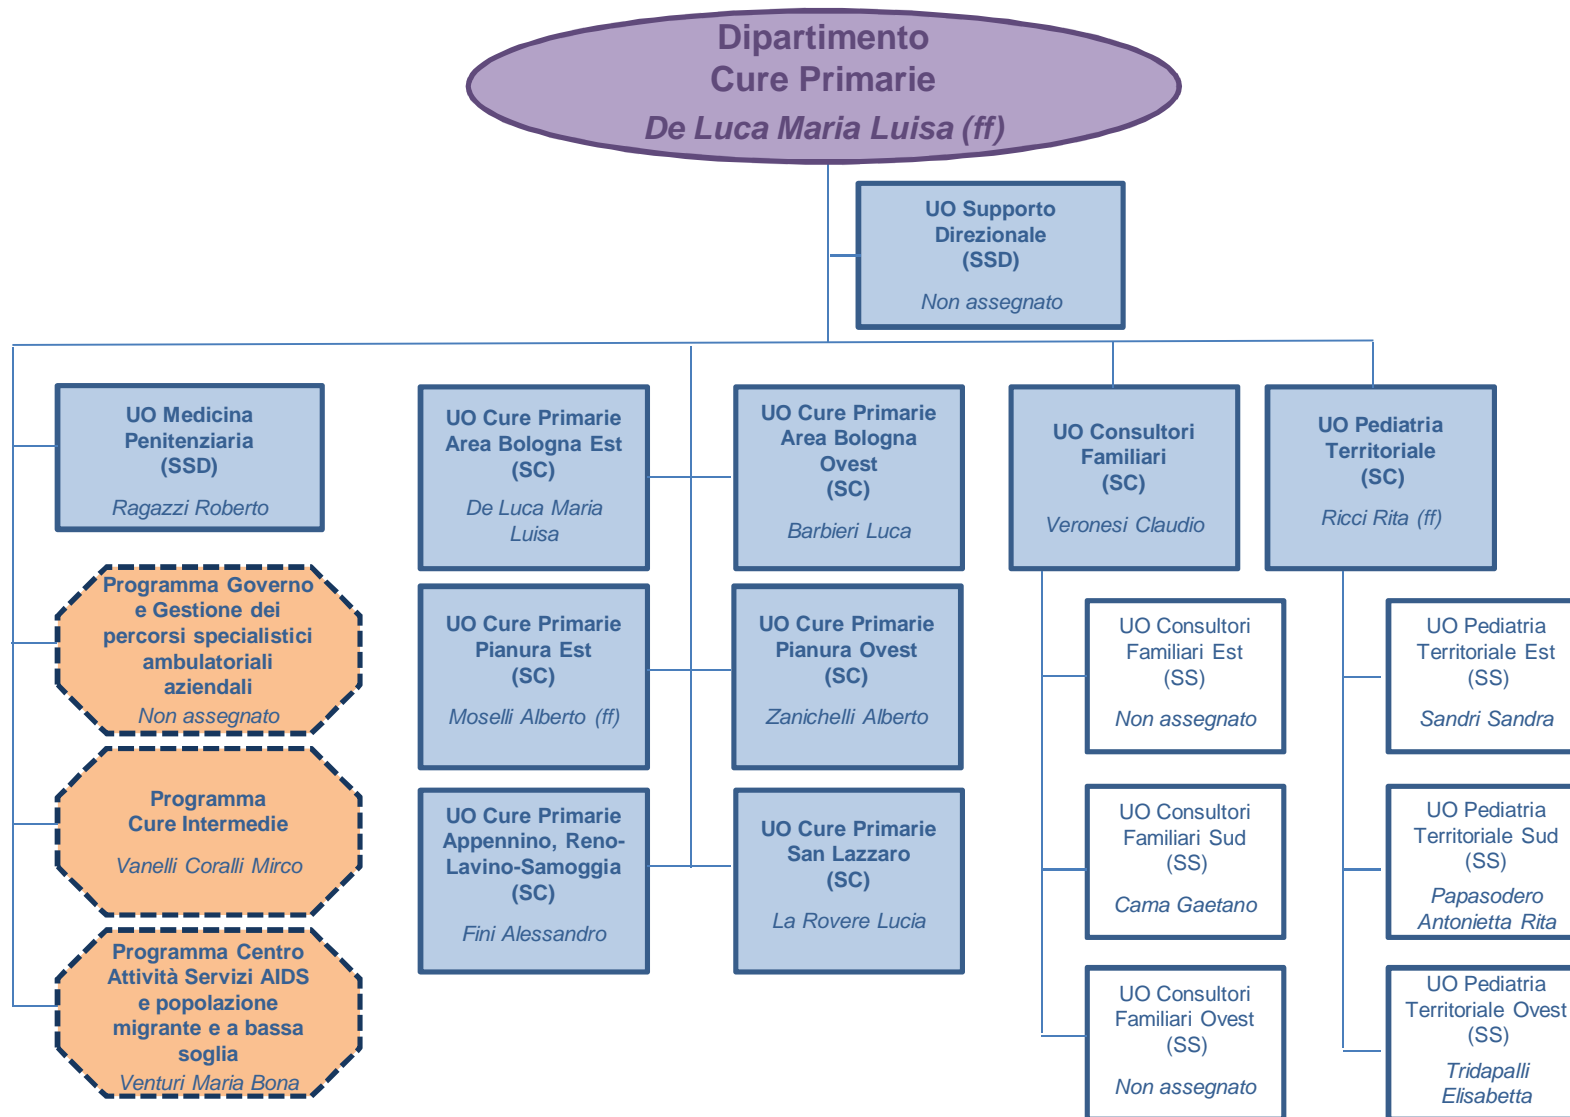 Dipartimento
Cure Primarie
De Luca Maria Luisa (ff)
UO Supporto
Direzionale
(SSD)
Non assegnato
UO Medicina
Penitenziaria
(SSD)
Ragazzi Roberto
Programma Governo
e Gestione dei
percorsi specialistici
ambulatoriali
aziendali
Non assegnato
Programma
Cure Intermedie
Vanelli Coralli Mirco
Programma Centro
Attività Servizi AIDS
e popolazione
migrante e a bassa
soglia
Venturi Maria Bona
UO Cure Primarie
Area Bologna Est
(SC)
De Luca Maria
Luisa
UO Cure Primarie
Area Bologna
Ovest
(SC)
Barbieri Luca
UO Cure Primarie
Pianura Est
(SC)
Moselli Alberto (ff)
UO Cure Primarie
Pianura Ovest
(SC)
Zanichelli Alberto
UO Cure Primarie
Appennino, Reno-
Lavino-Samoggia
(SC)
Fini Alessandro
UO Cure Primarie
San Lazzaro
(SC)
La Rovere Lucia
UO Consultori
Familiari
(SC)
Veronesi Claudio
UO Consultori
Familiari Est
(SS)
Non assegnato
UO Consultori
Familiari Sud
(SS)
Cama Gaetano
UO Consultori
Familiari Ovest
(SS)
Non assegnato
UO Pediatria
Territoriale
(SC)
Ricci Rita (ff)
UO Pediatria
Territoriale Est
(SS)
Sandri Sandra
UO Pediatria
Territoriale Sud
(SS)
Papasodero
Antonietta Rita
UO Pediatria
Territoriale Ovest
(SS)
Tridapalli
Elisabetta